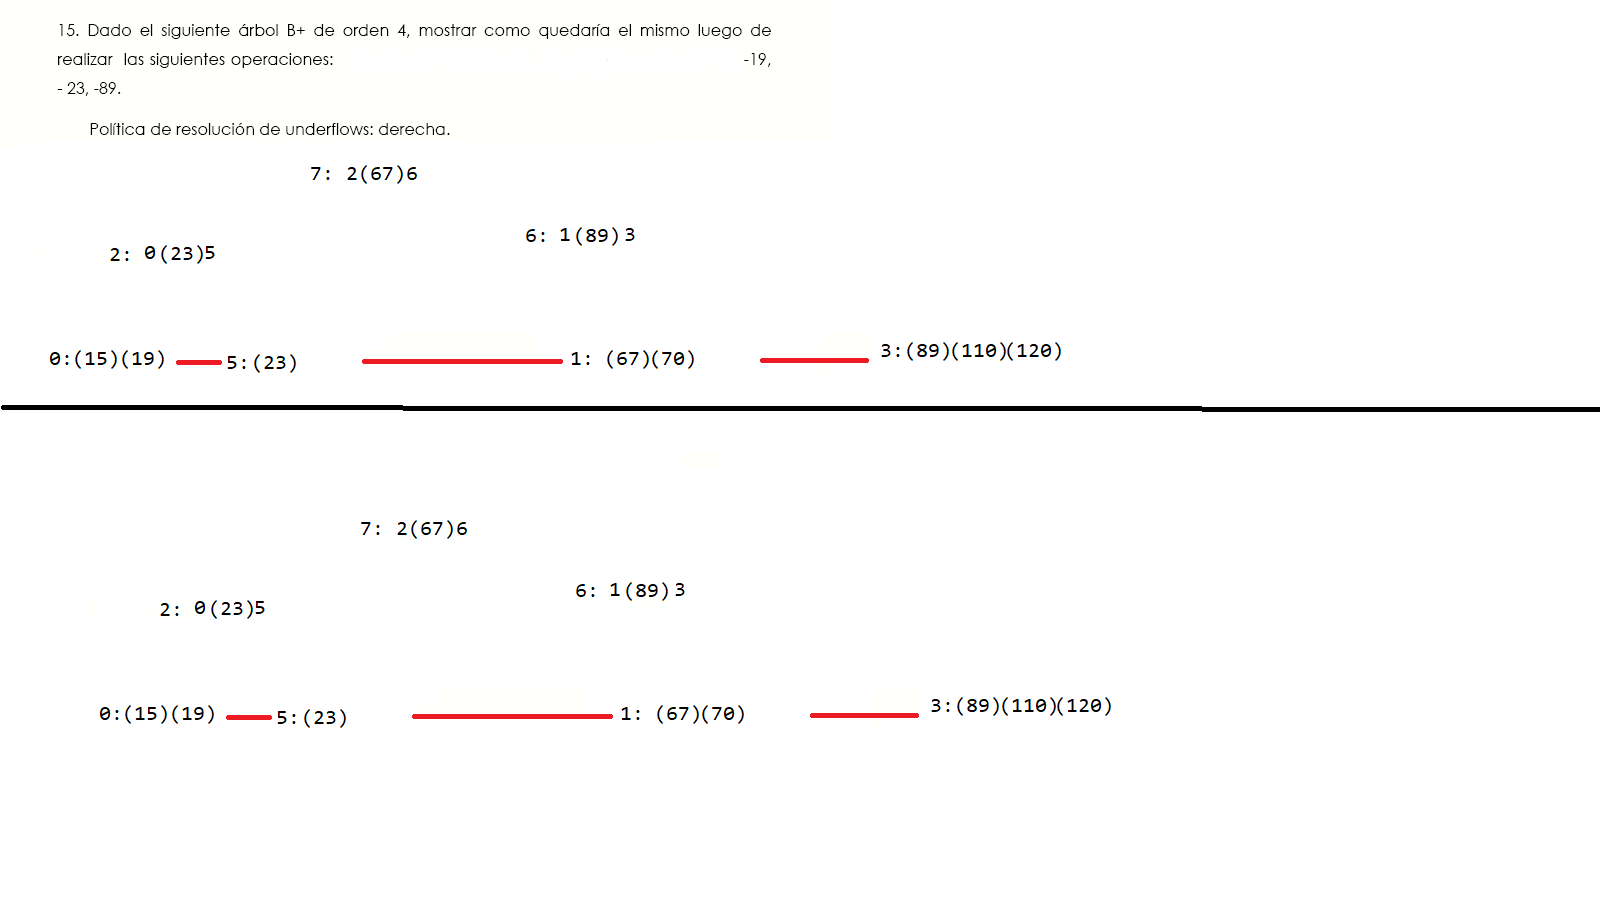 15. Dado el siguiente árbol B+ de orden 4, mostrar como quedaría el mismo luego de
realizar las siguientes operaciones: -19,
- 23, -89.
Política de resolución de underflows: derecha.
7: 2(67)6
6: 1(89)3
2: 0(23)5
0:(15)(19) 5:(23) 1: (67)(70) 3:(89)(110)(120)
7: 2(67)6
6: 1(89)3
2: 0(23)5
0:(15)(19) 5:(23) 1: (67)(70) 3:(89)(110)(120)